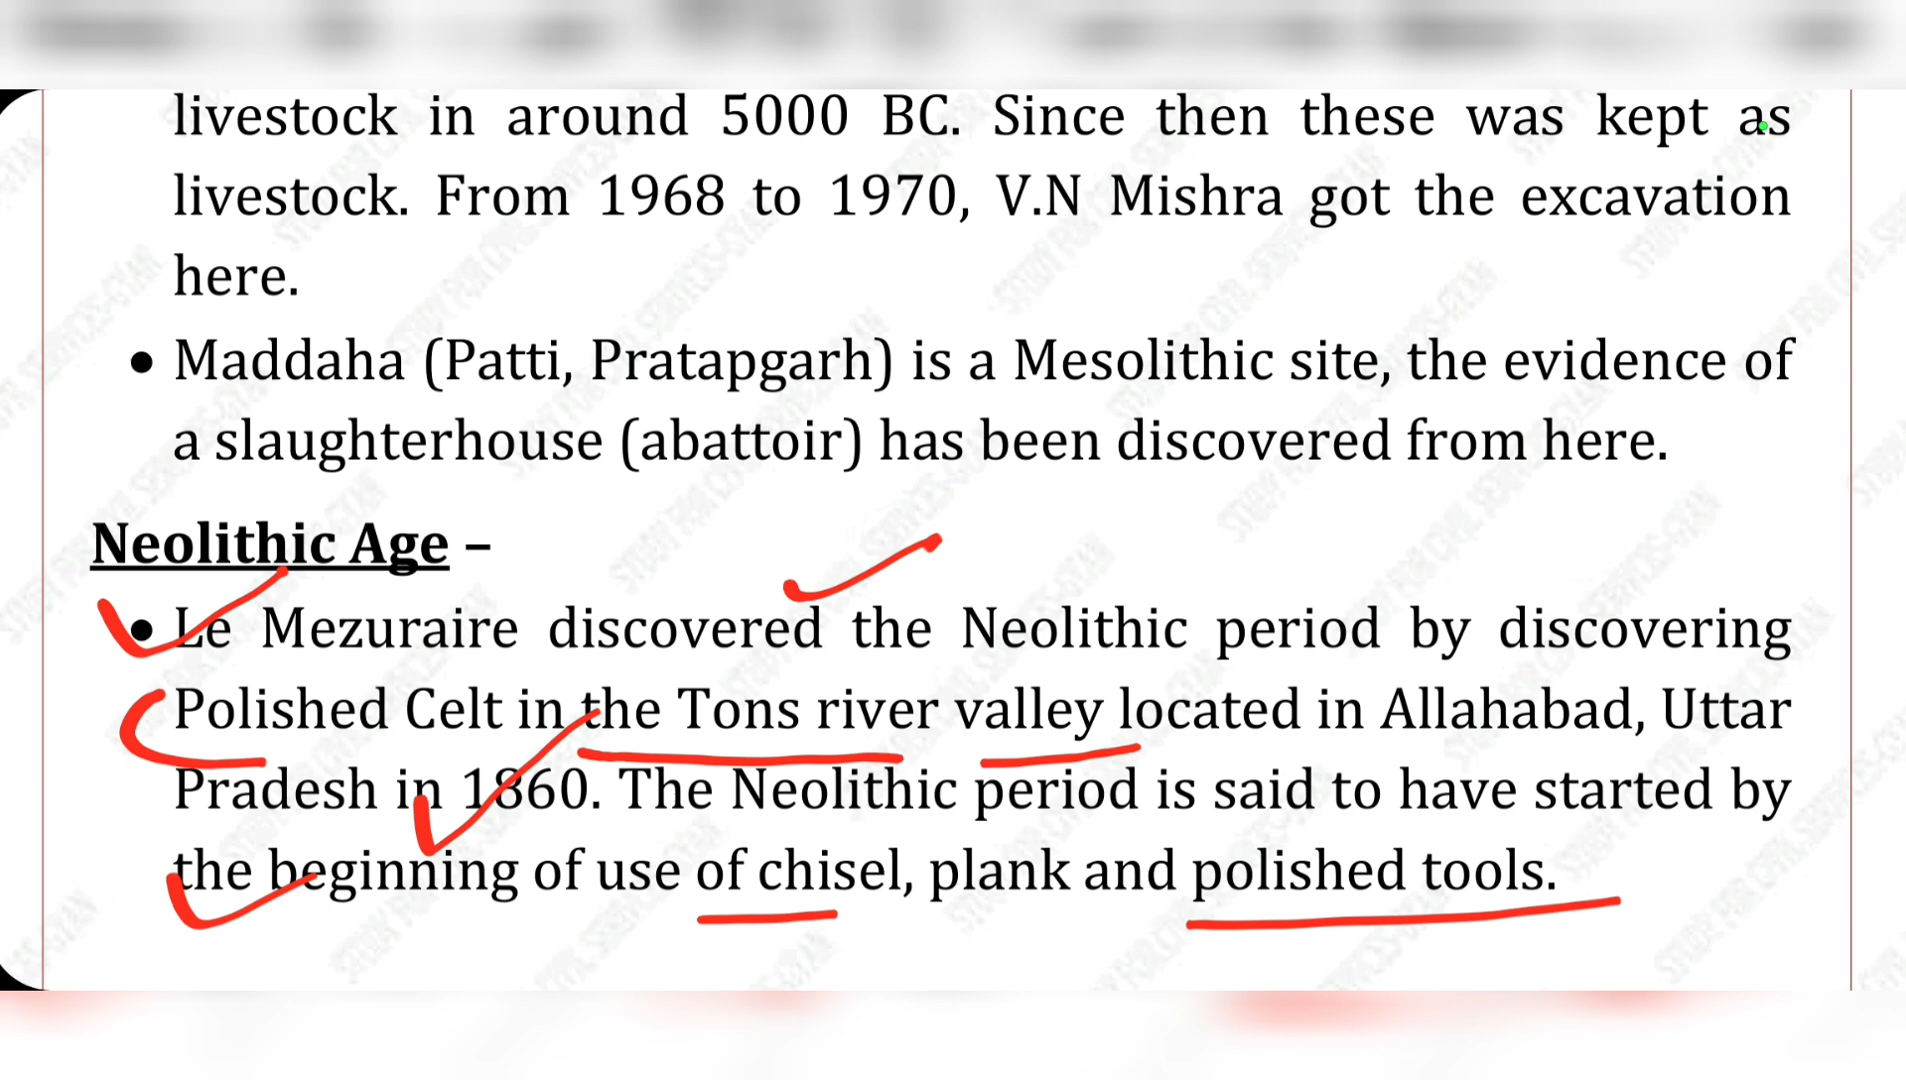 livestock in around 5000 BC. Since then these was kept as
livestock. From 1968 to 1970, V.N Mishra got the excavation
here.
• Maddaha (Patti, Pratapgarh) is a Mesolithic site, the evidence of
a slaughterhouse (abattoir) has been discovered from here.
Neolithic Age –
• Le Mezuraire discovered the Neolithic period by discovering
Polished Celt in the Tons river valley located in Allahabad, Uttar
Pradesh in 1860. The Neolithic period is said to have started by
the beginning of use of chisel, plank and polished tools.